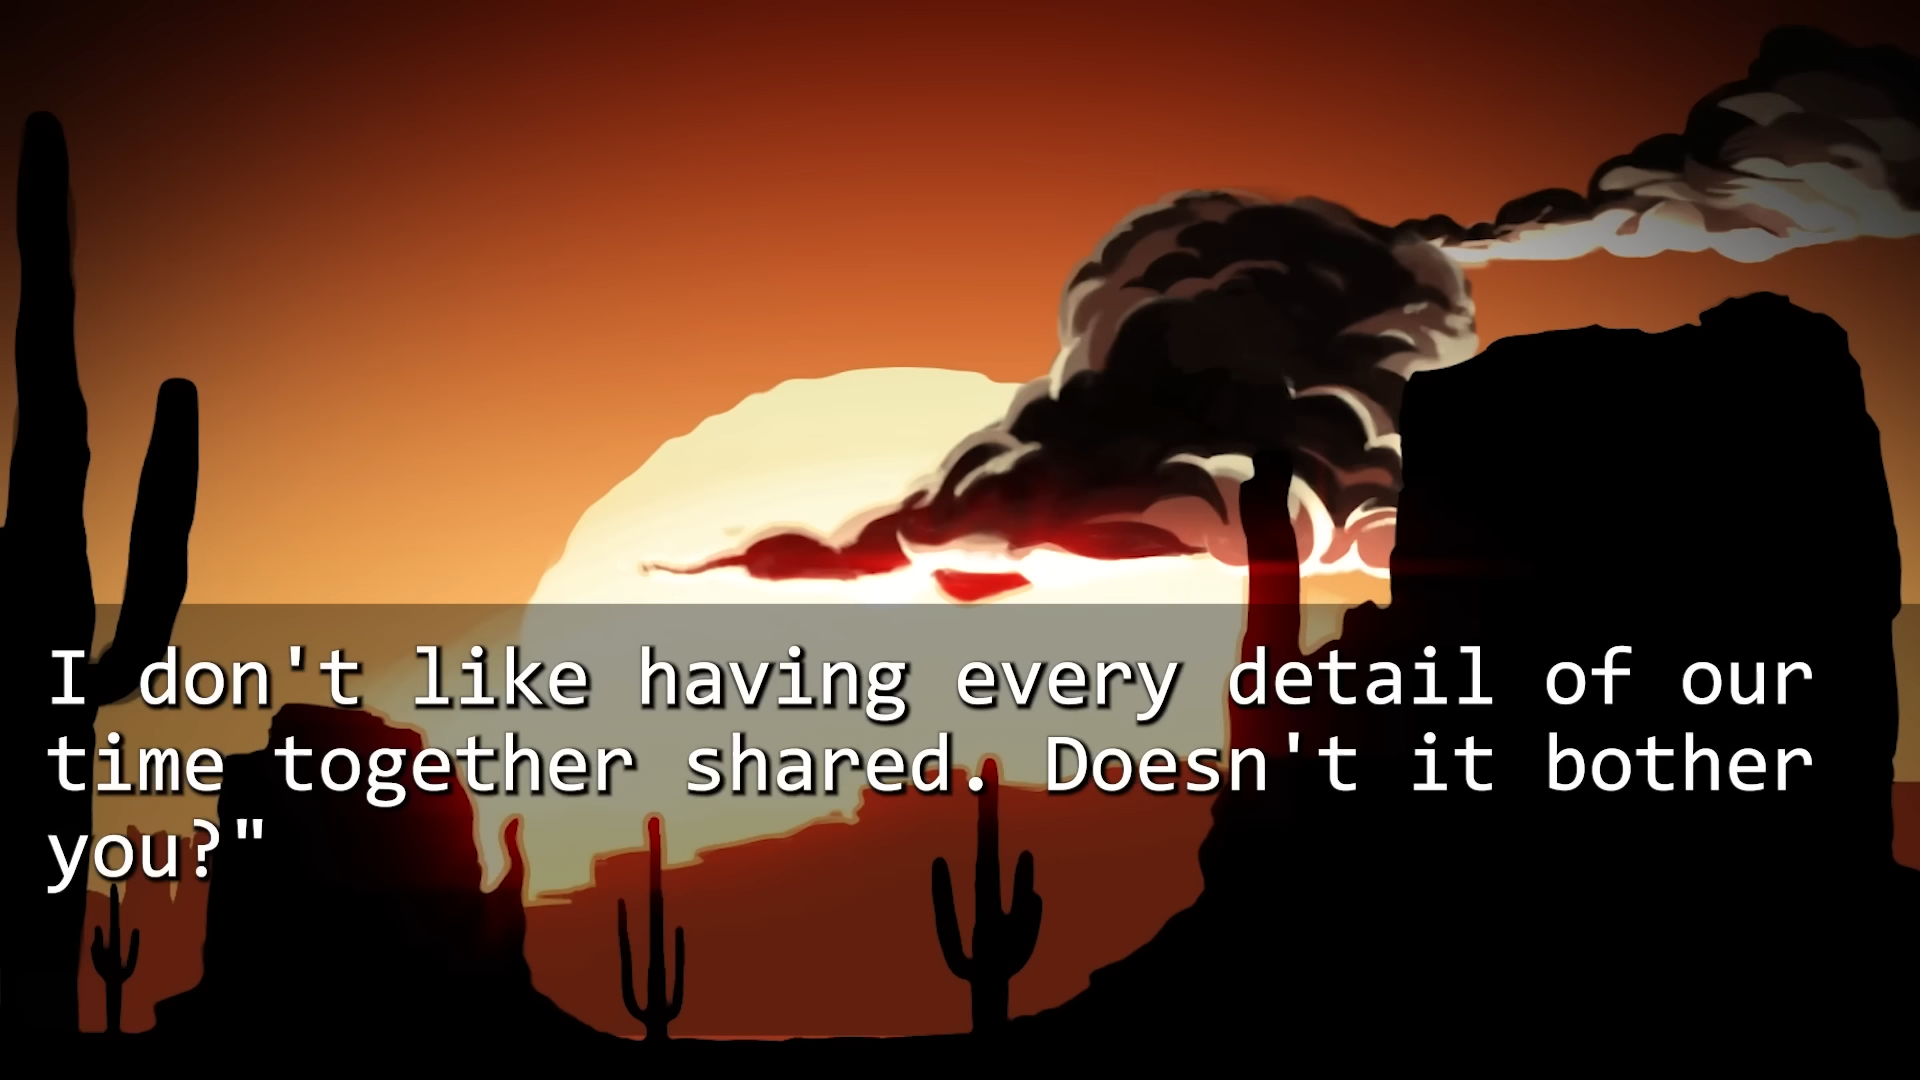 I don't like having every detail of our
time together shared. Doesn't it bother
you?"